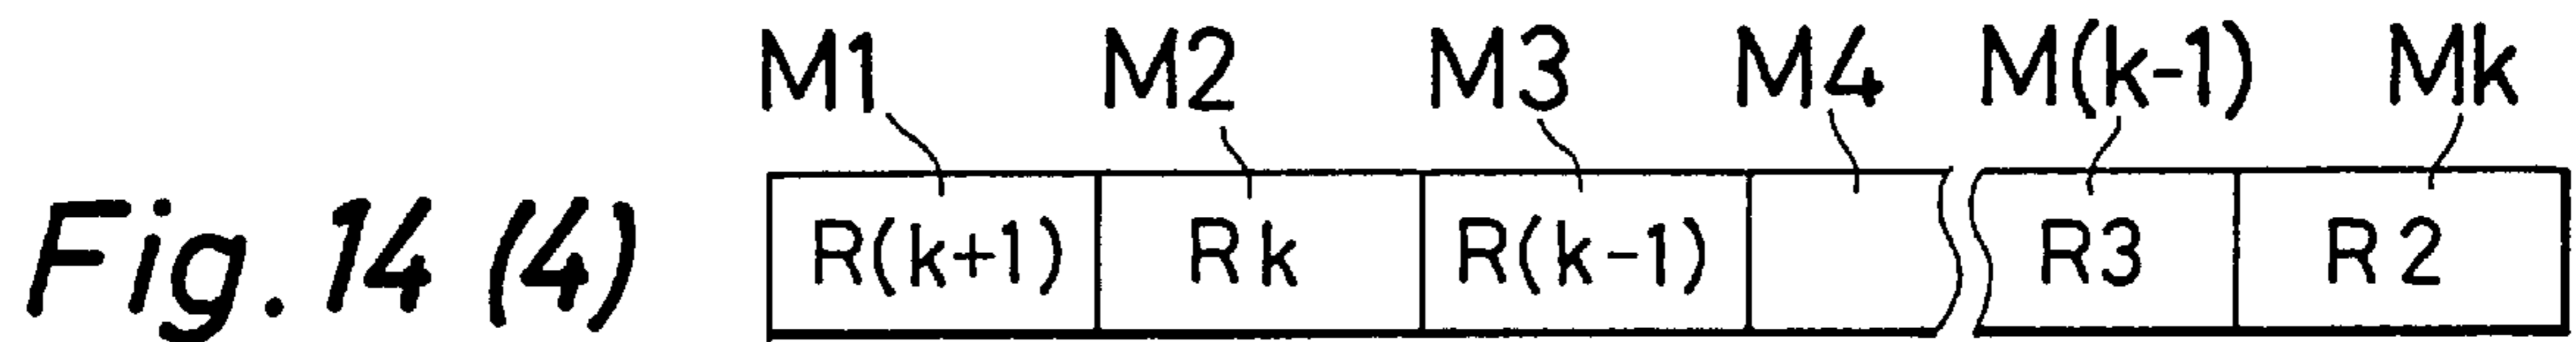 M1 M2 M3 M4 M(k-1) Mk
Fig. 14 (4) R(k+1) Rk R(k-1) R3 R2